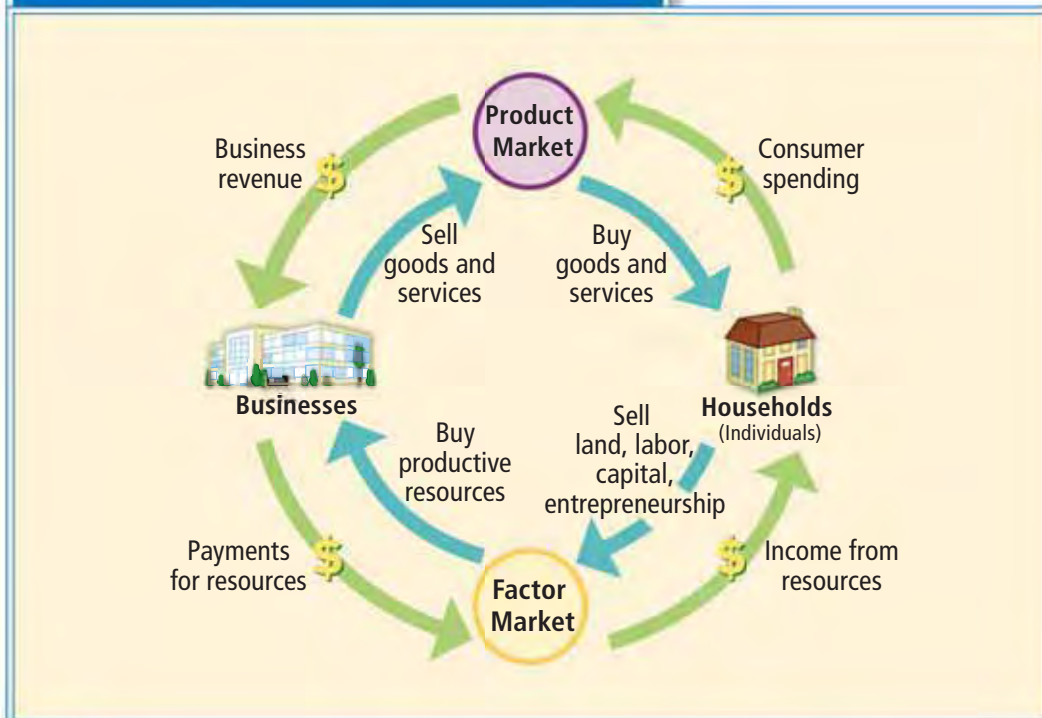 Product
Market
Business
revenue
$
Consumer
spending
$
Sell
goods and
services
Buy
goods and
services
Businesses
Households
(Individuals)
Buy
productive
resources
Sell
land, labor,
capital,
entrepreneurship
Payments
for resources
$
Income from
resources
$
Factor
Market